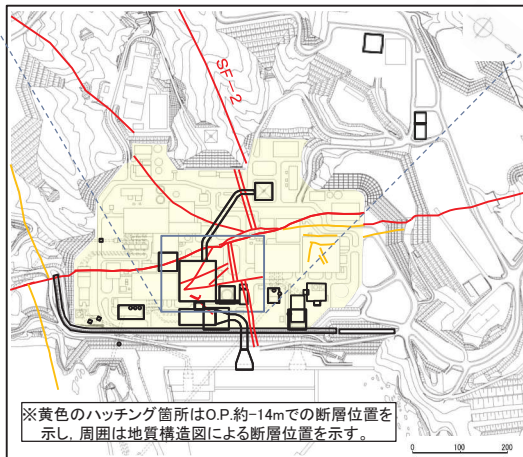 SF-2
※黄色のハッチング箇所はO.P.約-14mでの断層位置を
示し，周囲は地質構造図による断層位置を示す。
0 100 200